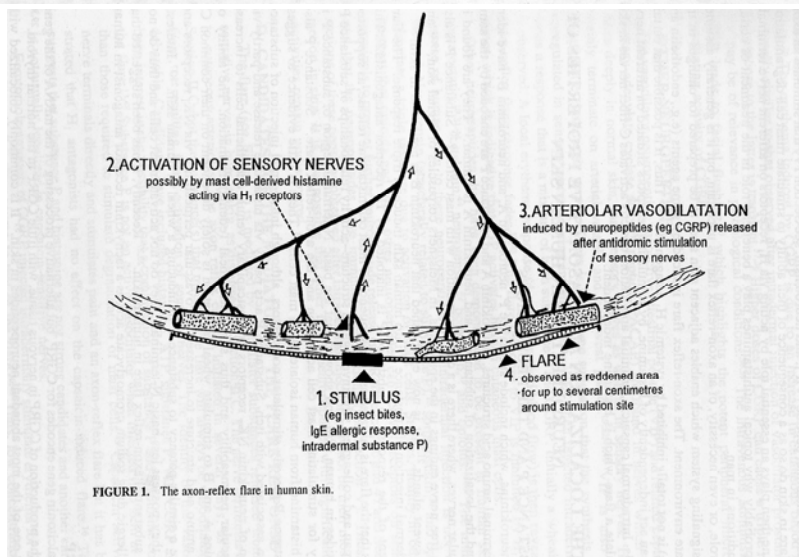 2.ACTIVATION OF SENSORY NERVES
possibly by mast cell-derived histamine
acting via H₁ receptors
3.ARTERIOLAR VASODILATATION
induced by neuropeptides (eg CGRP) released
after antidromic stimulation
of sensory nerves
1. STIMULUS
(eg insect bites,
IgE allergic response,
intradermal substance P)
4. FLARE
- observed as reddened area
·for up to several centimetres
around stimulation site
FIGURE 1. The axon-reflex flare in human skin.